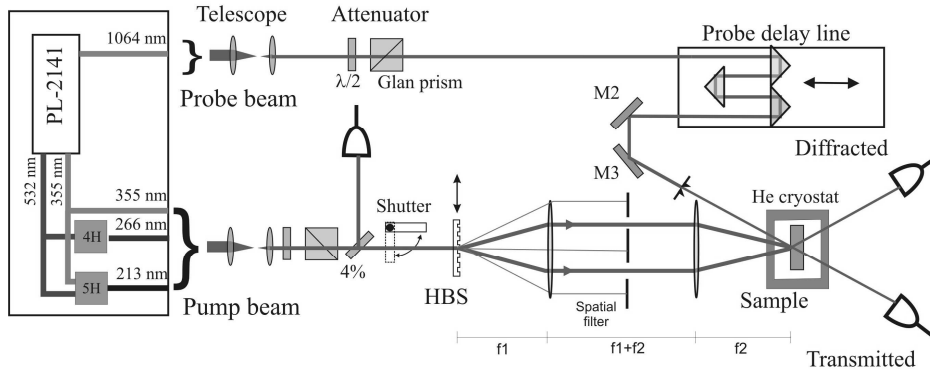 1064 nm
PL-2141
532 nm
355 nm
355 nm
266 nm
4H
213 nm
5H
Telescope
Attenuator
Probe beam
λ/2
Glan prism
Probe delay line
M2
M3
Diffracted
He cryostat
Shutter
4%
Pump beam
HBS
Spatial
filter
Sample
f1
f1+f2
f2
Transmitted